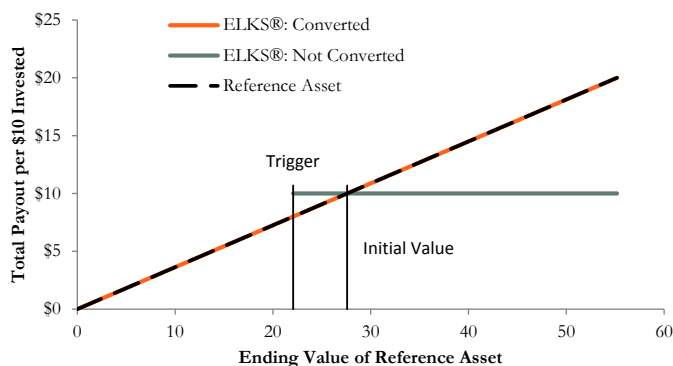 ELKS®: Converted
ELKS®: Not Converted
Reference Asset
Total Payout per $10 Invested
$20
$15
$10
$5
$0
Trigger
Initial Value
0 10 20 30 40 50 60
Ending Value of Reference Asset